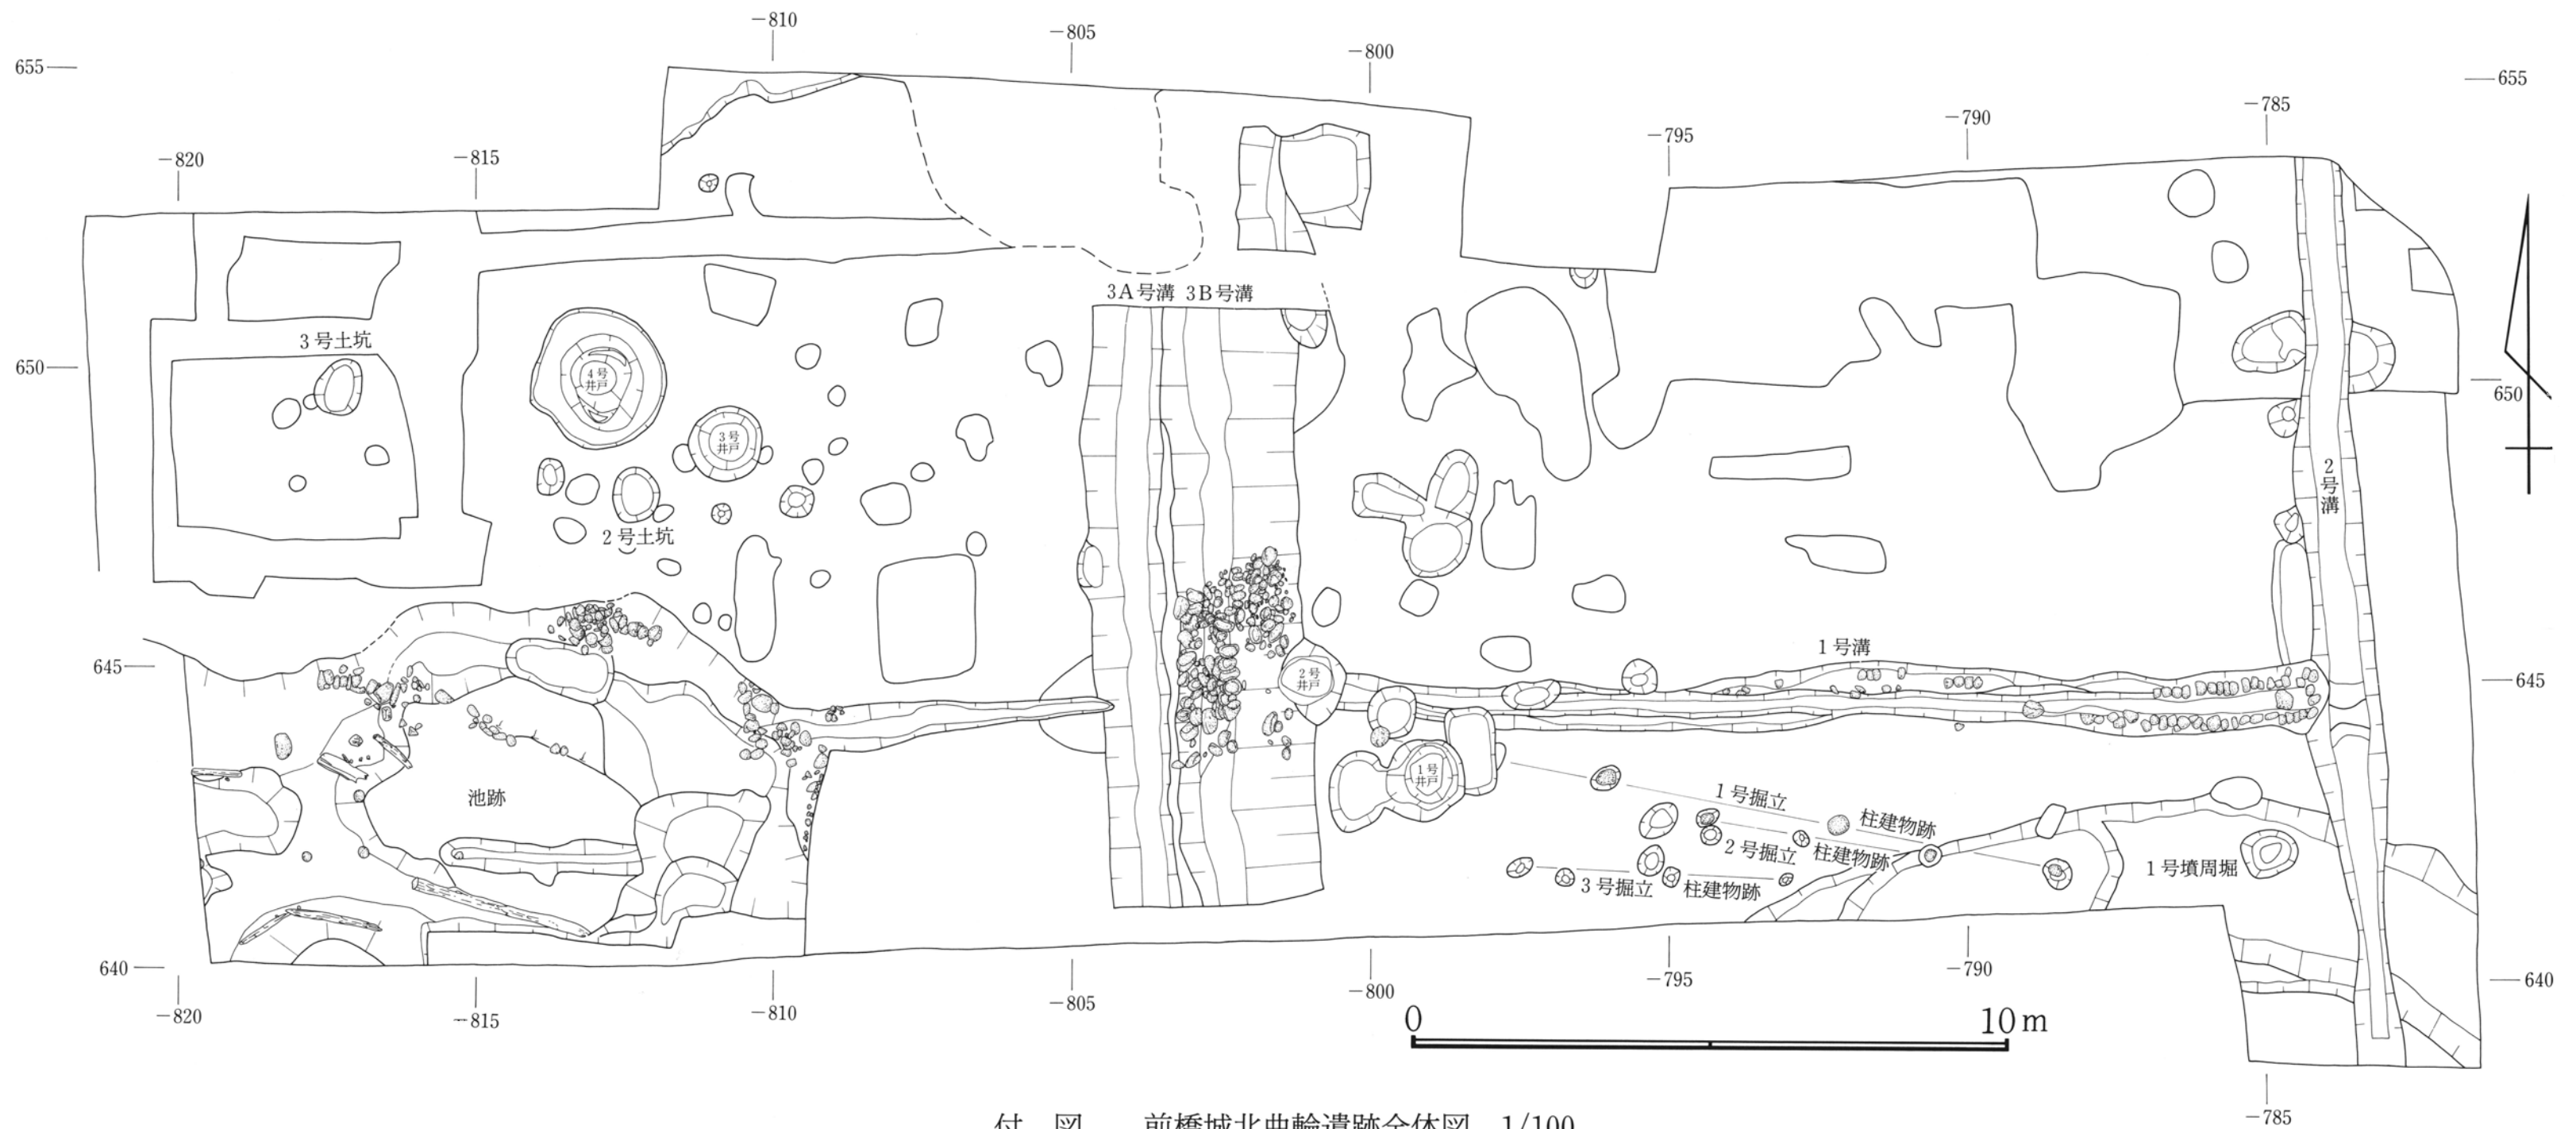 －810
－805
－800
655
655
－785
－790
－795
－820
－815
3A号溝 3B号溝
3号土坑
650
650
4号
井戸
3号
井戸
2号溝
2号土坑
1号溝
645
645
2号
井戸
1号
井戸
池跡
1号掘立
柱建物跡
2号掘立
柱建物跡
3号掘立
柱建物跡
1号墳周堀
640
640
－820
－815
－810
－805
－800
－795
－790
0
10m
－785
付　図　　前橋城北曲輪遺跡全体図　1/100